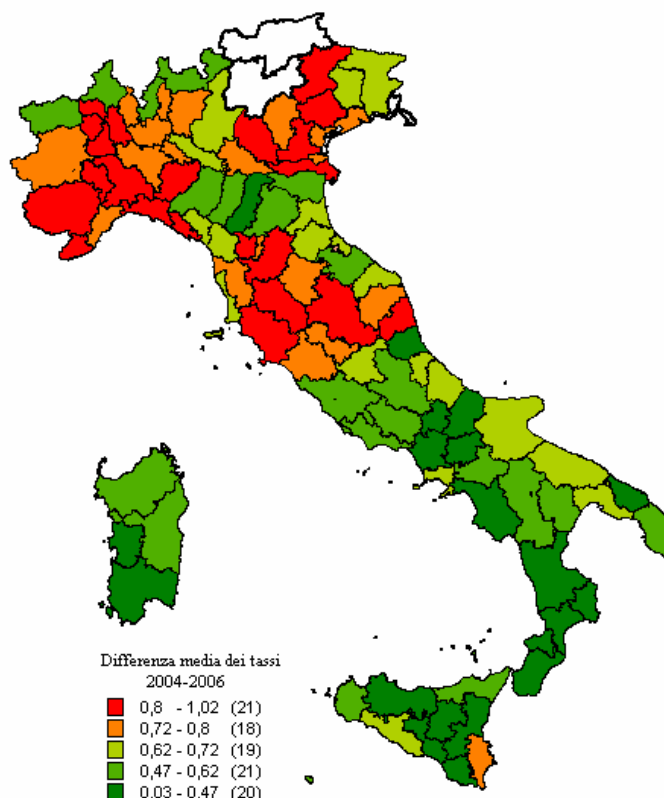 Differenza media dei tassi
2004-2006
0,8 - 1,02 (21)
0,72 - 0,8 (18)
0,62 - 0,72 (19)
0,47 - 0,62 (21)
0,03 - 0,47 (20)